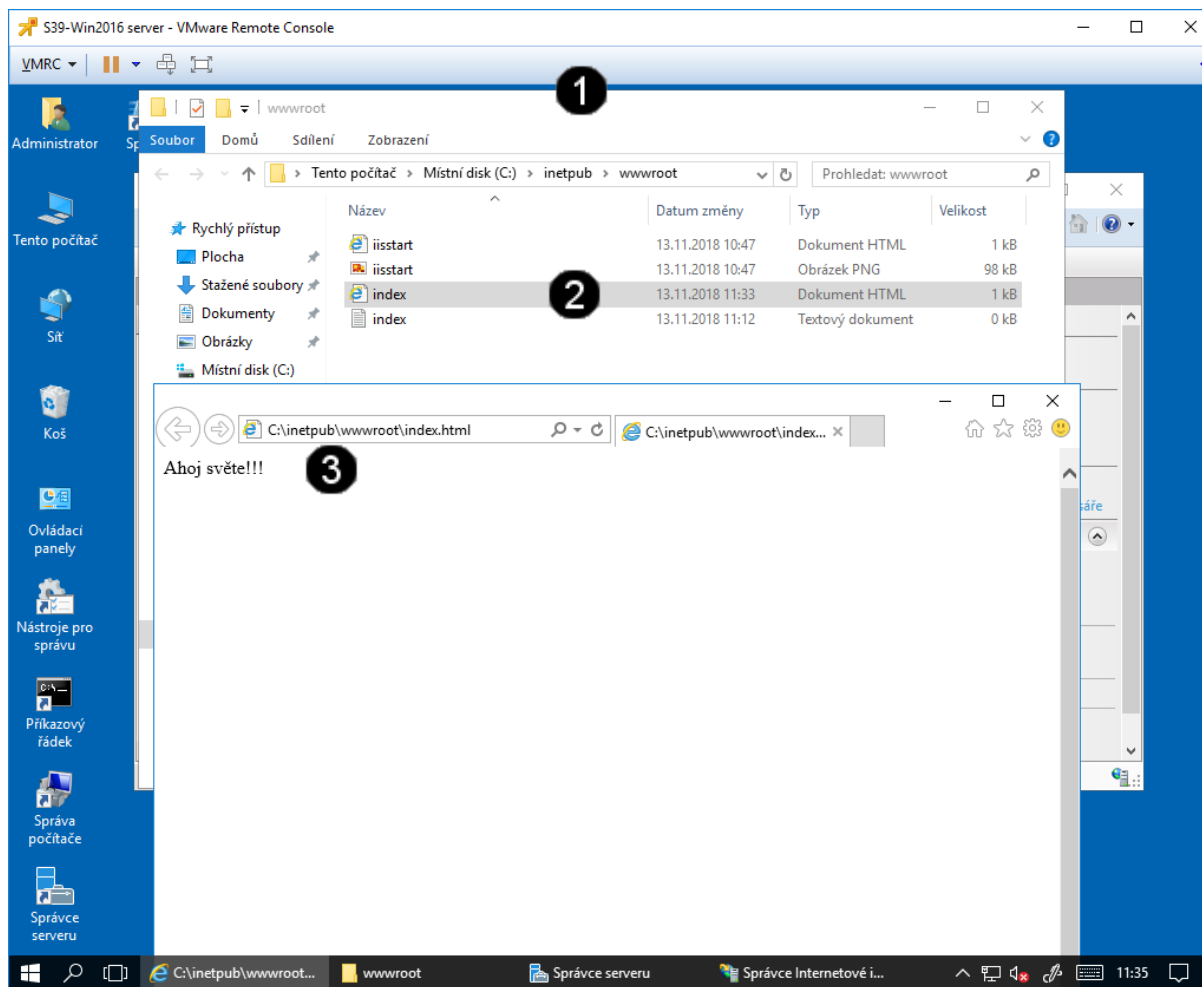 S39-Win2016 server - VMware Remote Console
VMRC
1
wwwroot
Soubor Domů Sdílení Zobrazení
Tento počítač > Místní disk (C:) > inetpub > wwwroot
Prohledat: wwwroot
Název Datum změny Typ Velikost
Rychlý přístup
Plocha
Stažené soubory
Dokumenty
Obrázky
Místní disk (C:)
iisstart 13.11.2018 10:47 Dokument HTML 1 kB
iisstart 13.11.2018 10:47 Obrázek PNG 98 kB
index 13.11.2018 11:33 Dokument HTML 1 kB
index 13.11.2018 11:12 Textový dokument 0 kB
2
C:\inetpub\wwwroot\index.html
C:\inetpub\wwwroot\index...
Ahoj světe!!!
3
Administrator
Tento počítač
Síť
Koš
Ovládací
panely
Nástroje pro
správu
Příkazový
řádek
Správa
počítače
Správce
serveru
C:\inetpub\wwwroot...
wwwroot
Správce serveru
Správce Internetové i...
11:35